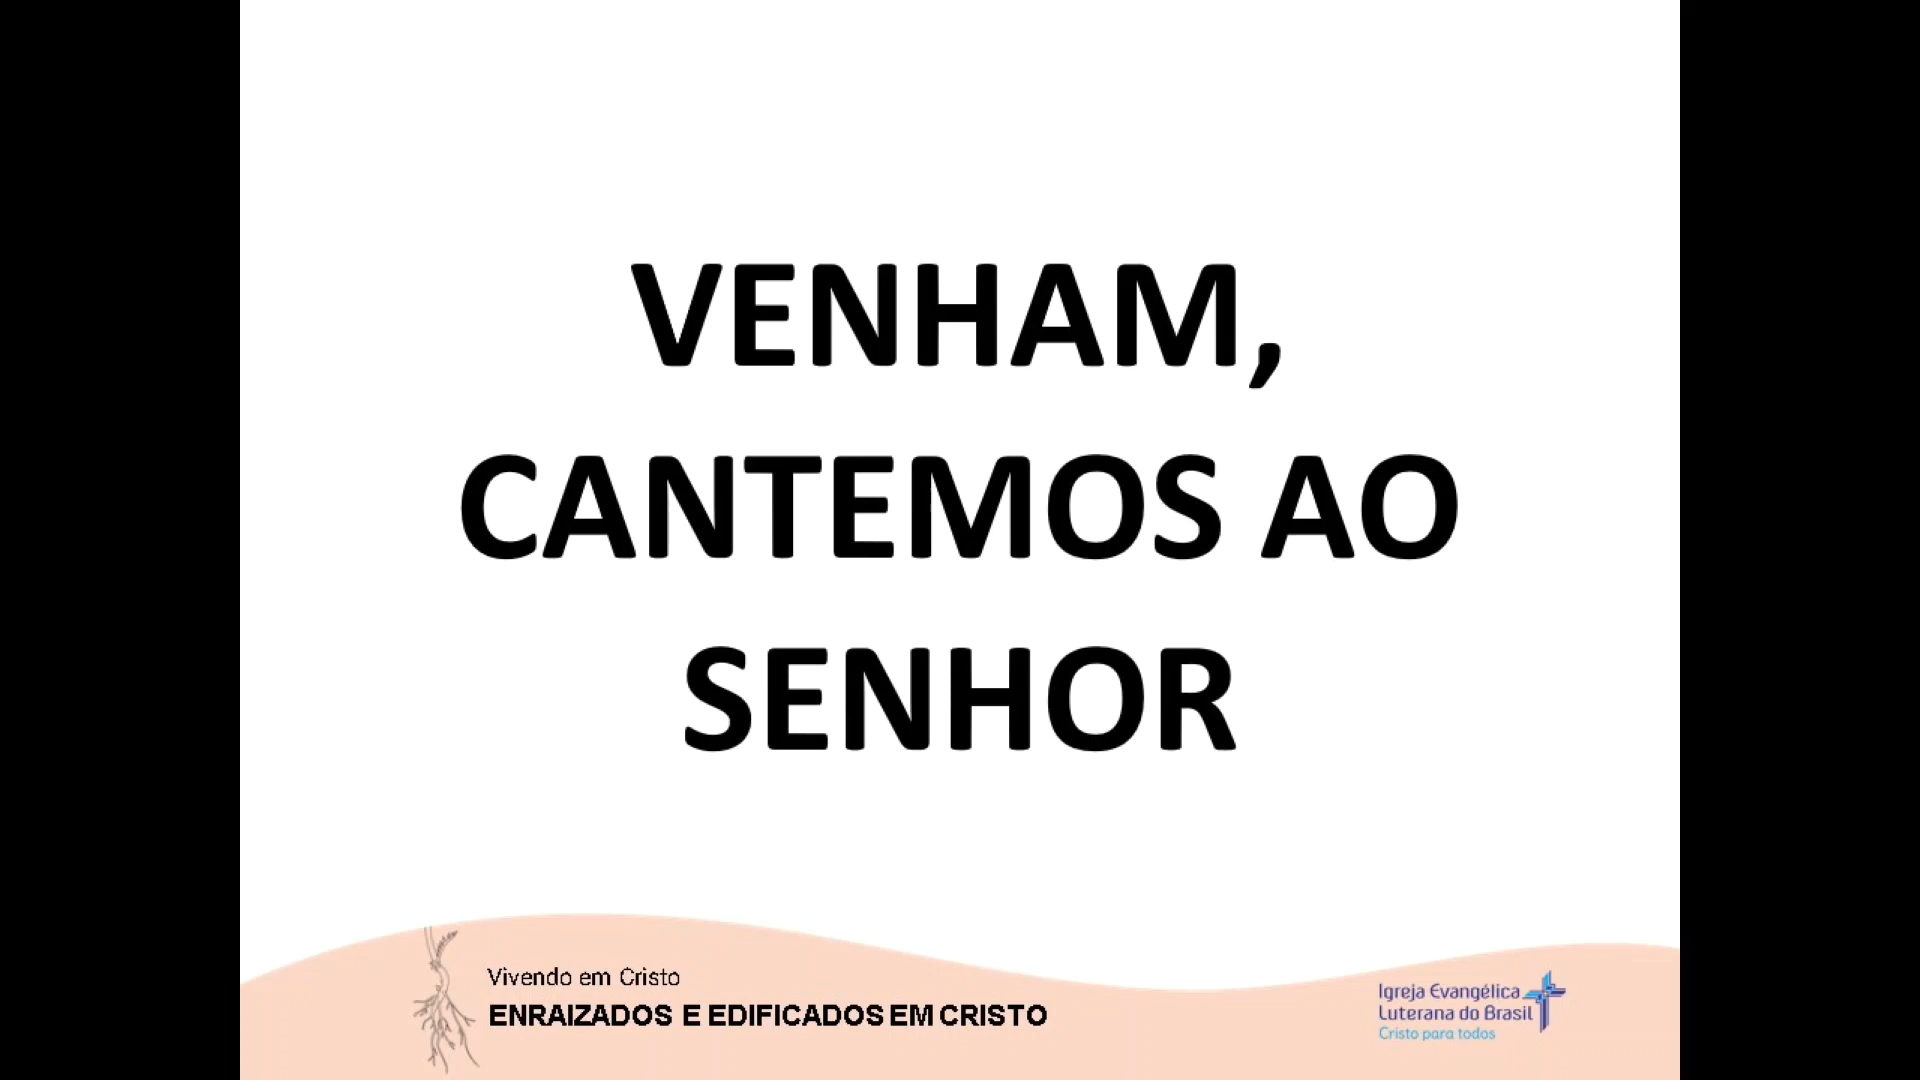 VENHAM,
CANTEMOS AO
SENHOR
Vivendo em Cristo
ENRAIZADOS E EDIFICADOS EM CRISTO
Igreja Evangélica
Luterana do Brasil
Cristo para todos